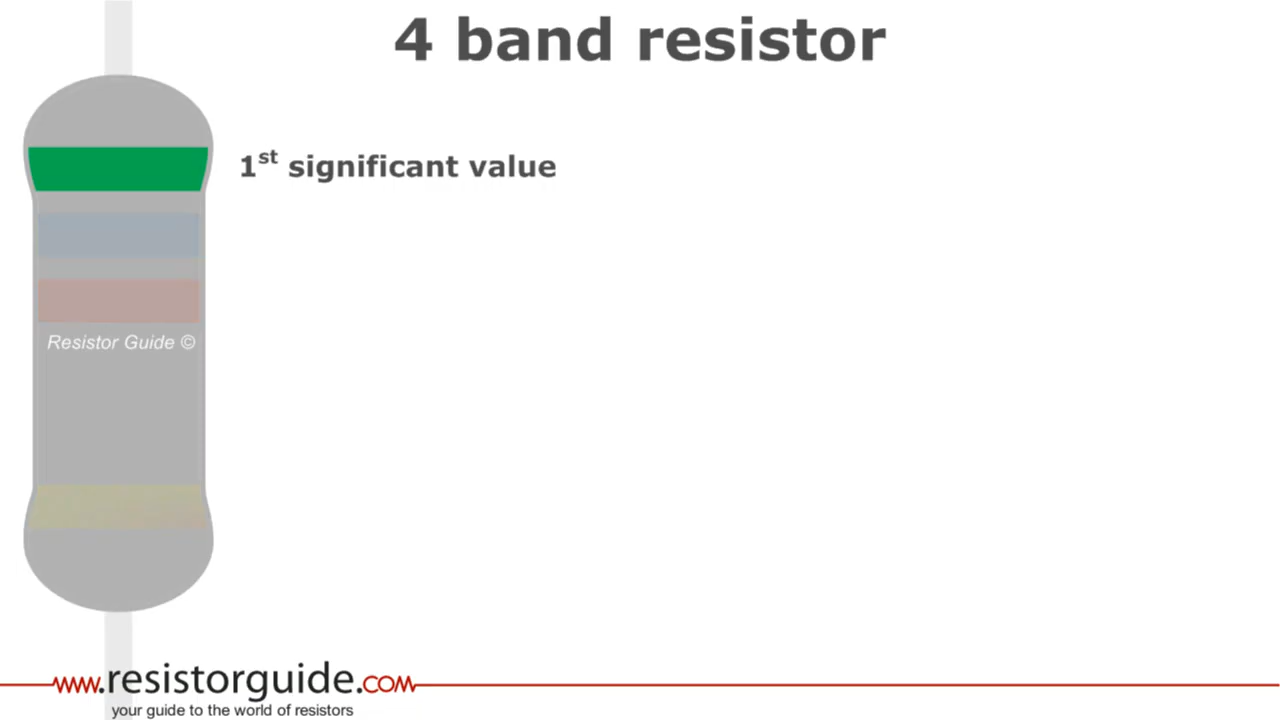 4 band resistor
1st significant value
Resistor Guide ©
www.resistorguide.com
your guide to the world of resistors